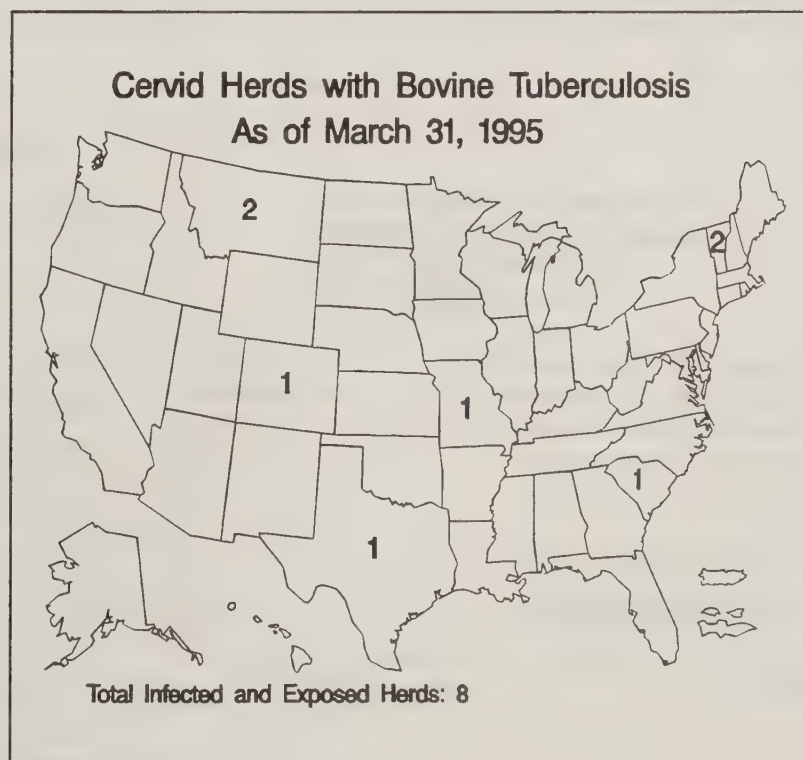 Cervid Herds with Bovine Tuberculosis
As of March 31, 1995
2
2
1
1
1
1
Total Infected and Exposed Herds: 8